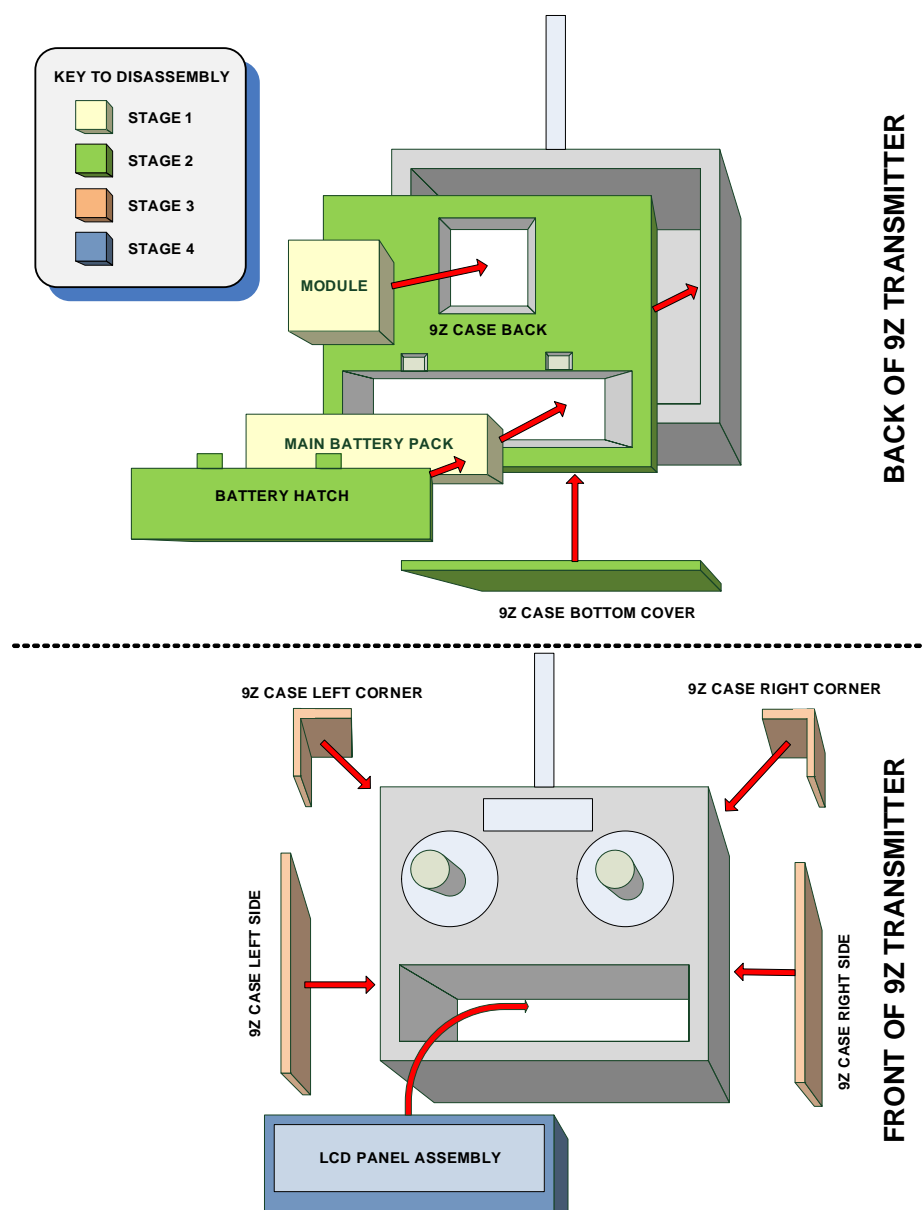 KEY TO DISASSEMBLY
STAGE 1
STAGE 2
STAGE 3
STAGE 4
BACK OF 9Z TRANSMITTER
MODULE
9Z CASE BACK
MAIN BATTERY PACK
BATTERY HATCH
9Z CASE BOTTOM COVER
9Z CASE LEFT CORNER
9Z CASE RIGHT CORNER
FRONT OF 9Z TRANSMITTER
9Z CASE LEFT SIDE
9Z CASE RIGHT SIDE
LCD PANEL ASSEMBLY